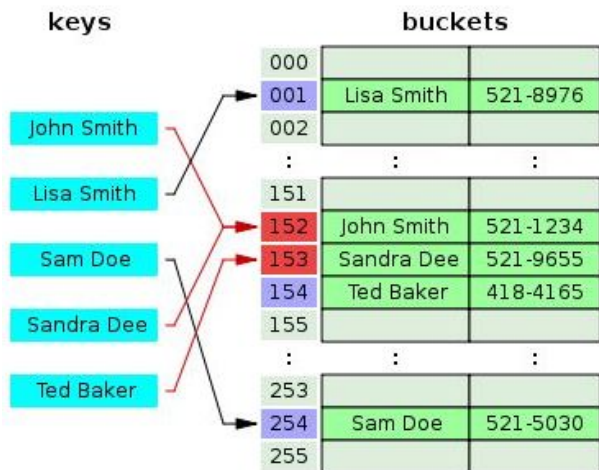 keys buckets
000
001 Lisa Smith 521-8976
John Smith
002
: : :
Lisa Smith
151
152 John Smith 521-1234
Sam Doe
153 Sandra Dee 521-9655
154 Ted Baker 418-4165
Sandra Dee
155
: : :
Ted Baker
253
254 Sam Doe 521-5030
255